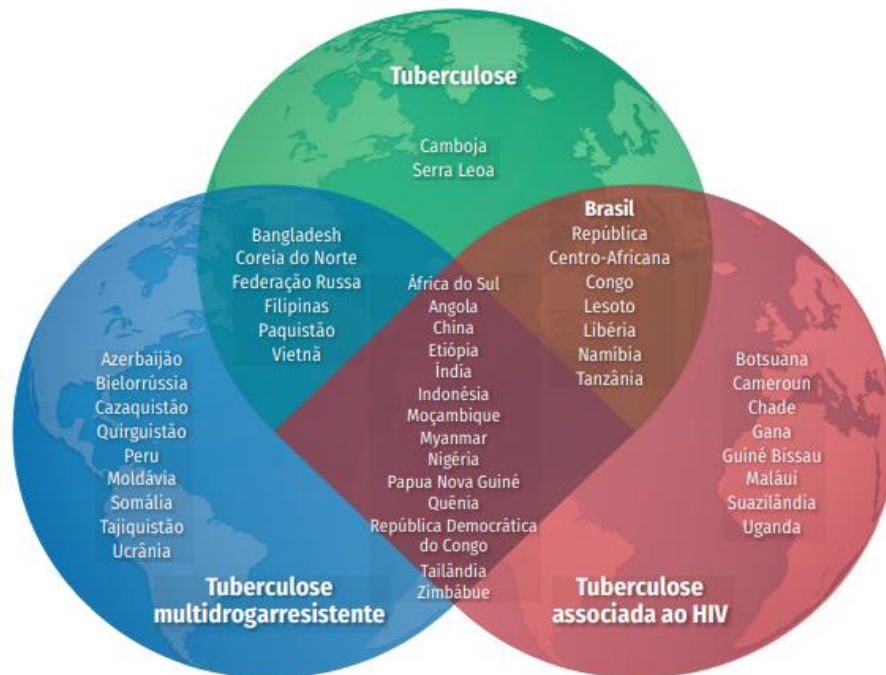 Tuberculose
Camboja
Serra Leoa
Bangladesh
Coreia do Norte
Federação Russa
Filipinas
Paquistão
Vietnã
Brasil
República
Centro-Africana
Congo
Lesoto
Libéria
Namíbia
Tanzânia
África do Sul
Angola
China
Etiópia
Índia
Indonésia
Moçambique
Myanmar
Nigéria
Papua Nova Guiné
Quênia
República Democrática
do Congo
Tailândia
Zimbábue
Azerbaijão
Bielorrússia
Cazaquistão
Quirguistão
Peru
Moldávia
Somália
Tajiquistão
Ucrânia
Botsuana
Cameroun
Chade
Gana
Guiné Bissau
Maláui
Suazilândia
Uganda
Tuberculose
multidrogarresistente
Tuberculose
associada ao HIV